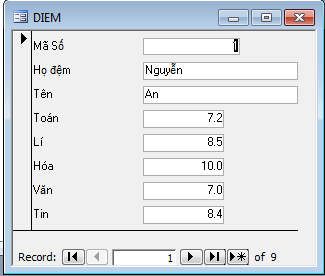 DIEM
Mã Số 1
Họ đệm Nguyễn
Tên An
Toán 7.2
Lí 8.5
Hóa 10.0
Văn 7.0
Tin 8.4
Record: 1 of 9